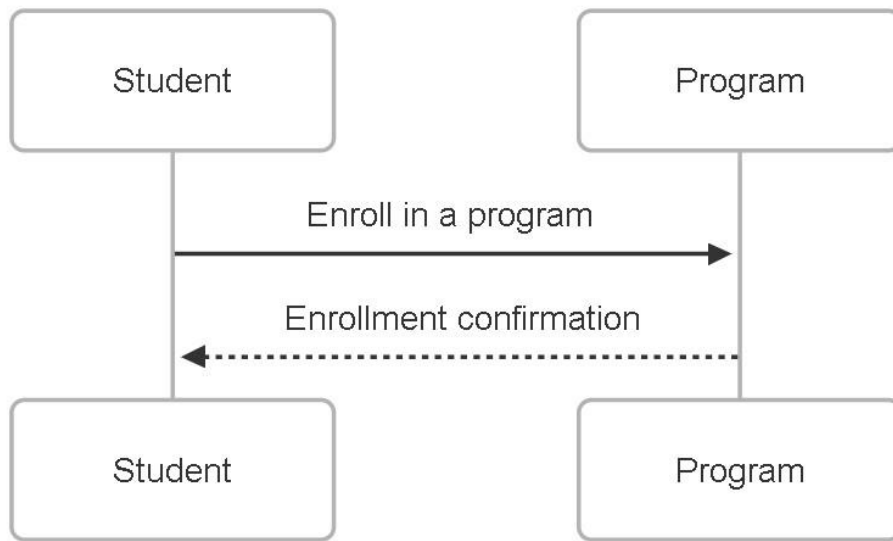 Student
Program
Enroll in a program
Enrollment confirmation
Student
Program